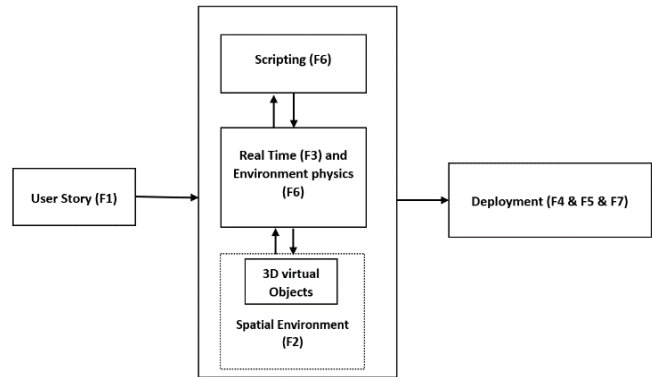 Scripting (F6)
Real Time (F3) and
Environment physics
(F6)
User Story (F1)
Deployment (F4 & F5 & F7)
3D virtual
Objects
Spatial Environment
(F2)